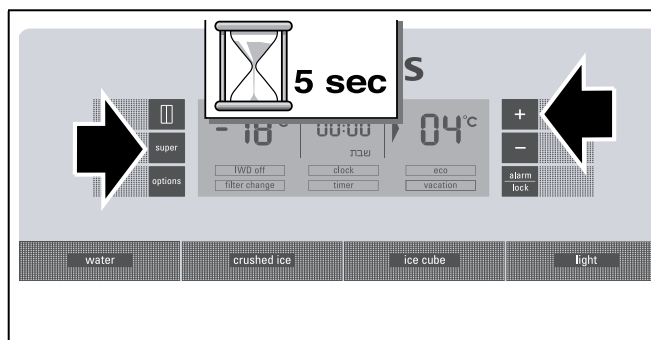 5 sec
S
+
-18°C
00:00
04°C
super
שבת
−
options
IWD off
clock
eco
alarm
lock
filter change
timer
vacation
water
crushed ice
ice cube
light